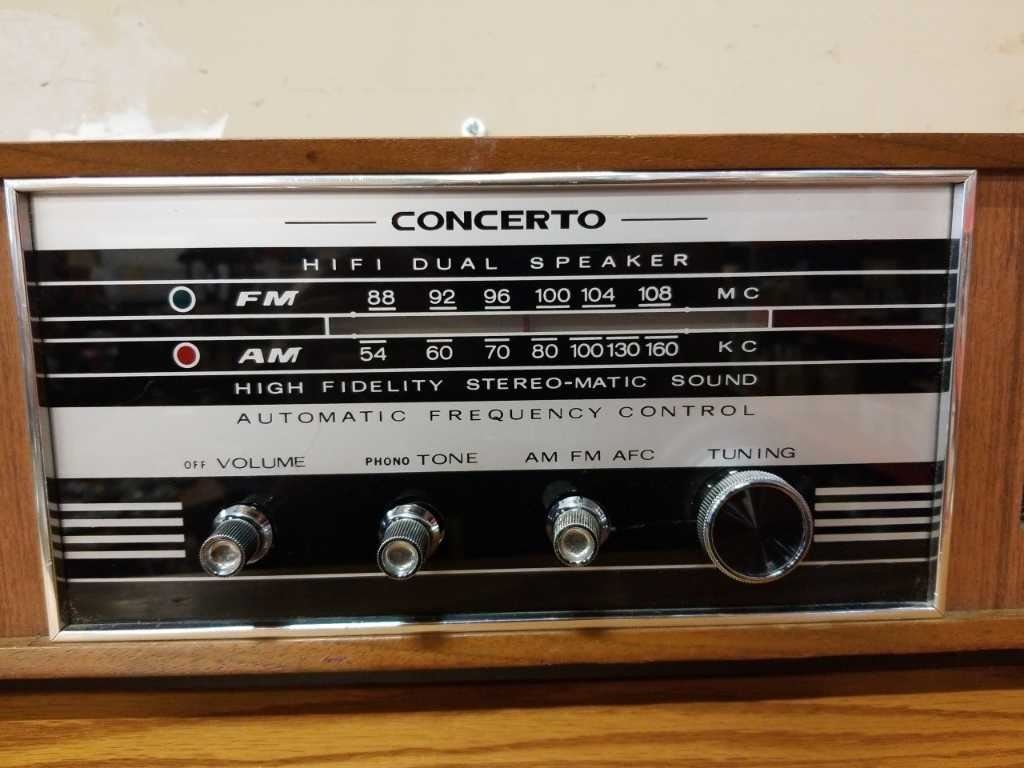 CONCERTO
HIFI DUAL SPEAKER
FM 88 92 96 100 104 108 MC
AM 54 60 70 80 100 130 160 KC
HIGH FIDELITY STEREO-MATIC SOUND
AUTOMATIC FREQUENCY CONTROL
OFF VOLUME PHONO TONE AM FM AFC TUNING